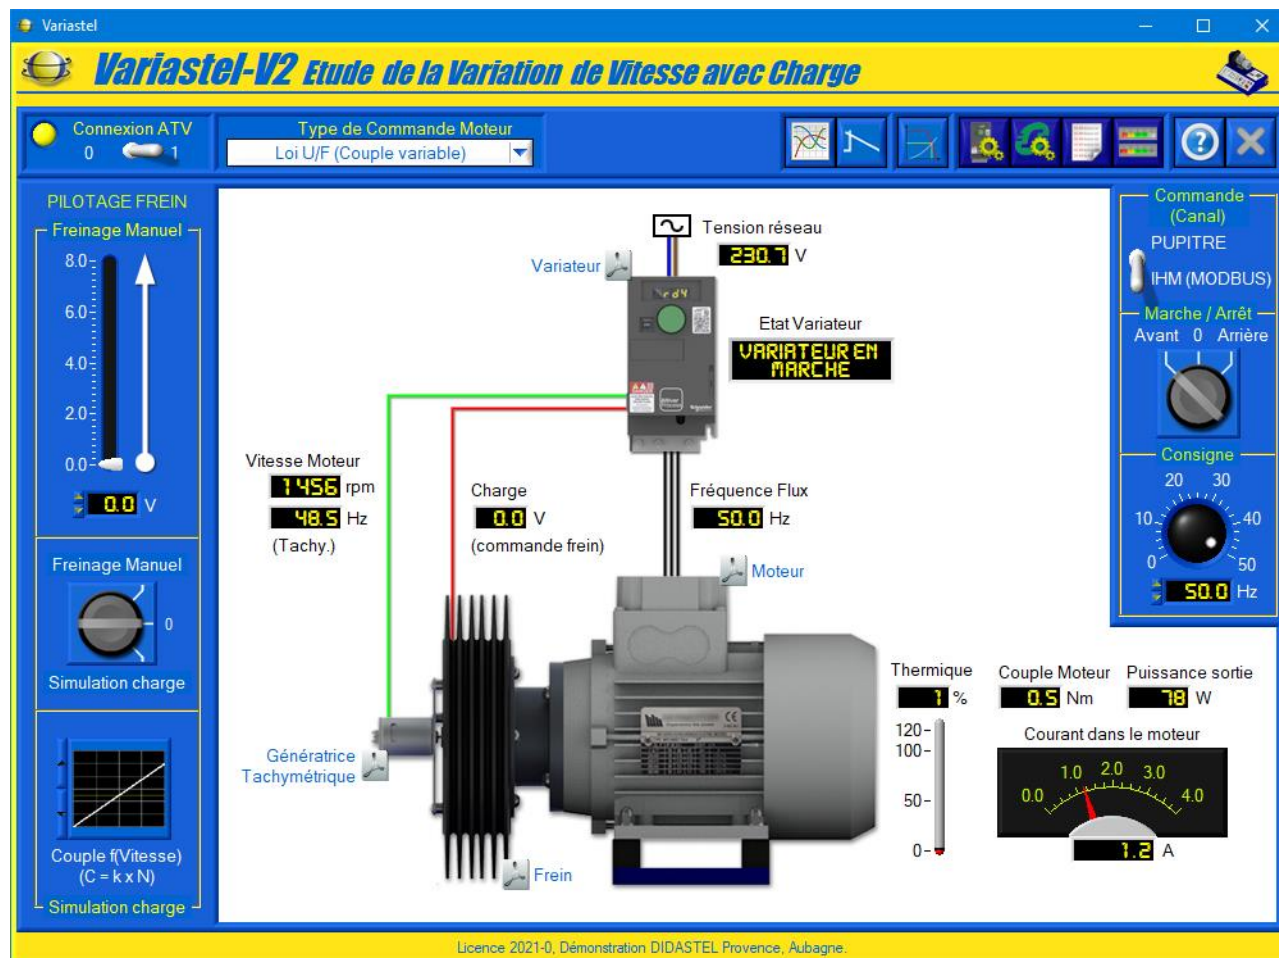 Variastel
Variastel-V2 Etude de la Variation de Vitesse avec Charge
Connexion ATV
0 1
Type de Commande Moteur
Loi U/F (Couple variable)
PILOTAGE FREIN
Freinage Manuel
8.0
6.0
4.0
2.0
0.0
0.0 V
Freinage Manuel
0
Simulation charge
Couple f(Vitesse)
(C = k x N)
Simulation charge
Tension réseau
230.7 V
Variateur
rdY
Etat Variateur
VARIATEUR EN
MARCHE
Vitesse Moteur
1456 rpm
48.5 Hz
(Tachy.)
Charge
0.0 V
(commande frein)
Fréquence Flux
50.0 Hz
Moteur
Génératrice
Tachymétrique
Frein
Commande
(Canal)
PUPITRE
IHM (MODBUS)
Marche / Arrêt
Avant 0 Arrière
Consigne
20 30
10 40
0 50
50.0 Hz
Thermique
1 %
120
100
50
0
Couple Moteur
0.5 Nm
Puissance sortie
78 W
Courant dans le moteur
0.0 1.0 2.0 3.0 4.0
1.2 A
Licence 2021-0, Démonstration DIDASTEL Provence, Aubagne.